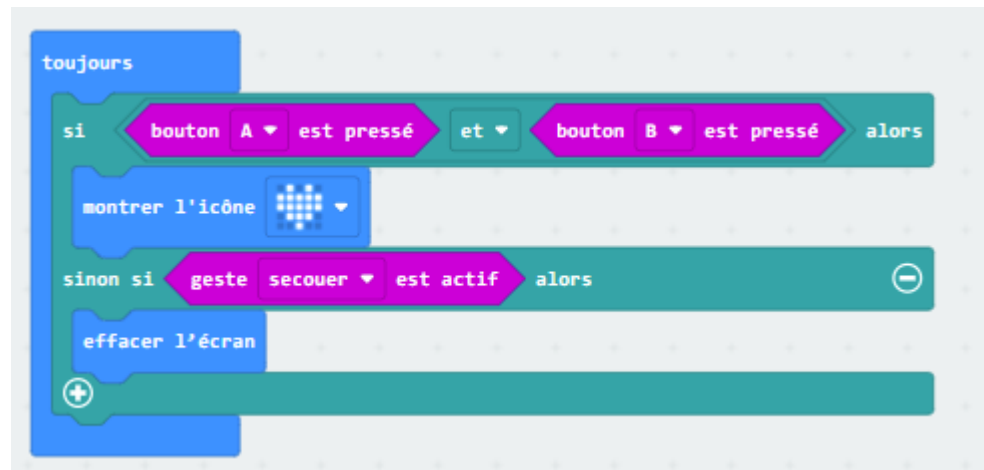 toujours
si bouton A est pressé et bouton B est pressé alors
montrer l'icône
sinon si geste secouer est actif alors
effacer l’écran